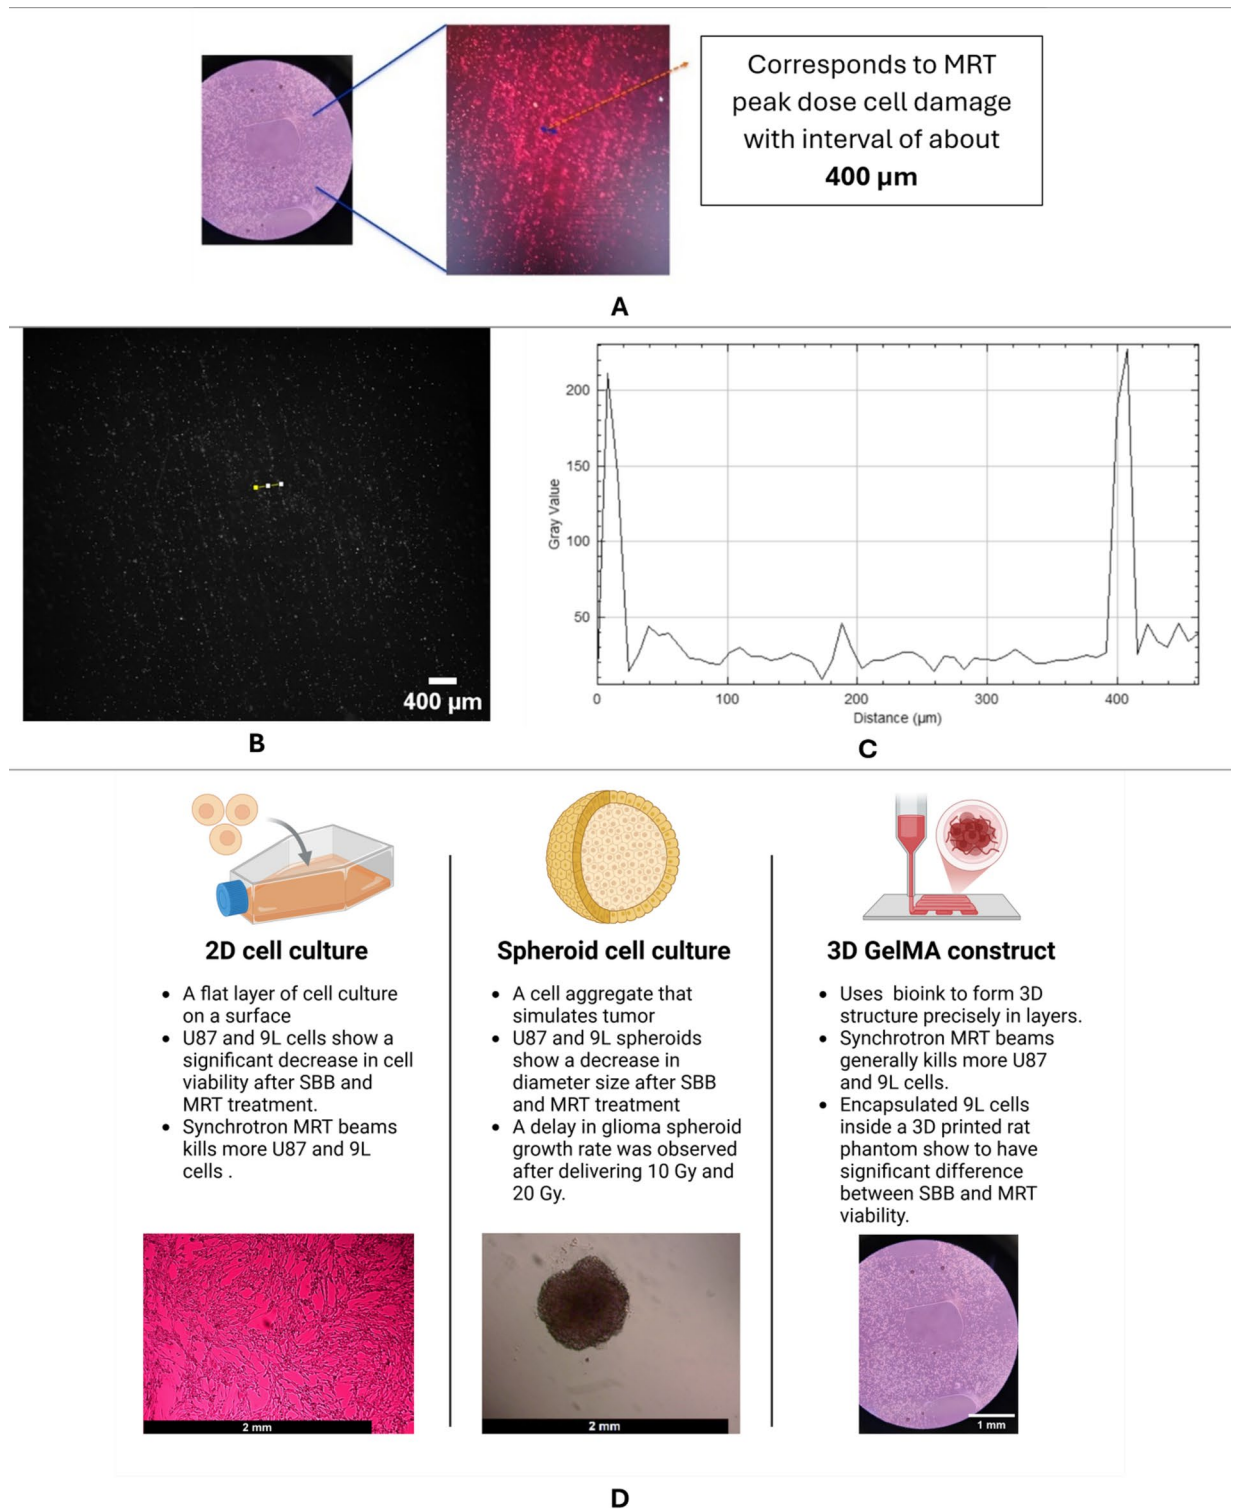 Corresponds to MRT
peak dose cell damage
with interval of about
400 µm
A
400 µm
B
200
150
100
50
Gray Value
0 100 200 300 400
Distance (µm)
C
2D cell culture
• A flat layer of cell culture
on a surface
• U87 and 9L cells show a
significant decrease in cell
viability after SBB and
MRT treatment.
• Synchrotron MRT beams
kills more U87 and 9L
cells .
2 mm
Spheroid cell culture
• A cell aggregate that
simulates tumor
• U87 and 9L spheroids
show a decrease in
diameter size after SBB
and MRT treatment
• A delay in glioma spheroid
growth rate was observed
after delivering 10 Gy and
20 Gy.
2 mm
3D GelMA construct
• Uses bioink to form 3D
structure precisely in layers.
• Synchrotron MRT beams
generally kills more U87
and 9L cells.
• Encapsulated 9L cells
inside a 3D printed rat
phantom show to have
significant difference
between SBB and MRT
viability.
1 mm
D